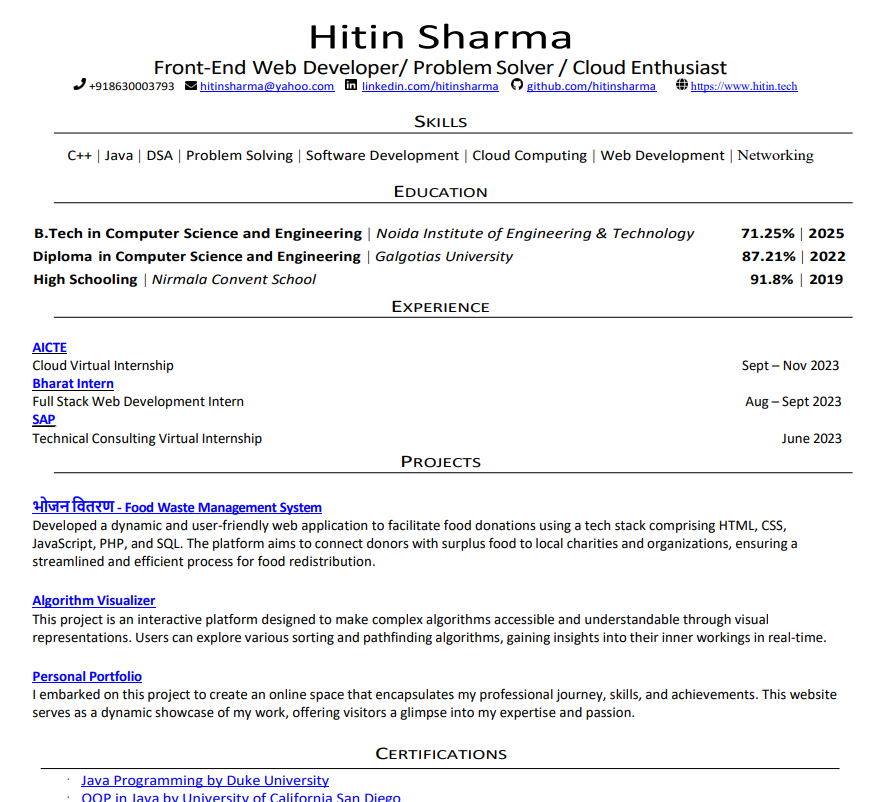 Hitin Sharma
Front-End Web Developer/ Problem Solver / Cloud Enthusiast
+918630003793 hitinsharma@yahoo.com linkedin.com/hitinsharma github.com/hitinsharma https://www.hitin.tech
SKILLS
C++ | Java | DSA | Problem Solving | Software Development | Cloud Computing | Web Development | Networking
EDUCATION
B.Tech in Computer Science and Engineering | Noida Institute of Engineering & Technology 71.25% | 2025
Diploma in Computer Science and Engineering | Galgotias University 87.21% | 2022
High Schooling | Nirmala Convent School 91.8% | 2019
EXPERIENCE
AICTE
Cloud Virtual Internship Sept – Nov 2023
Bharat Intern
Full Stack Web Development Intern Aug – Sept 2023
SAP
Technical Consulting Virtual Internship June 2023
PROJECTS
भोजन वितरण - Food Waste Management System
Developed a dynamic and user-friendly web application to facilitate food donations using a tech stack comprising HTML, CSS,
JavaScript, PHP, and SQL. The platform aims to connect donors with surplus food to local charities and organizations, ensuring a
streamlined and efficient process for food redistribution.
Algorithm Visualizer
This project is an interactive platform designed to make complex algorithms accessible and understandable through visual
representations. Users can explore various sorting and pathfinding algorithms, gaining insights into their inner workings in real-time.
Personal Portfolio
I embarked on this project to create an online space that encapsulates my professional journey, skills, and achievements. This website
serves as a dynamic showcase of my work, offering visitors a glimpse into my expertise and passion.
CERTIFICATIONS
· Java Programming by Duke University
· OOP in Java by University of California San Diego